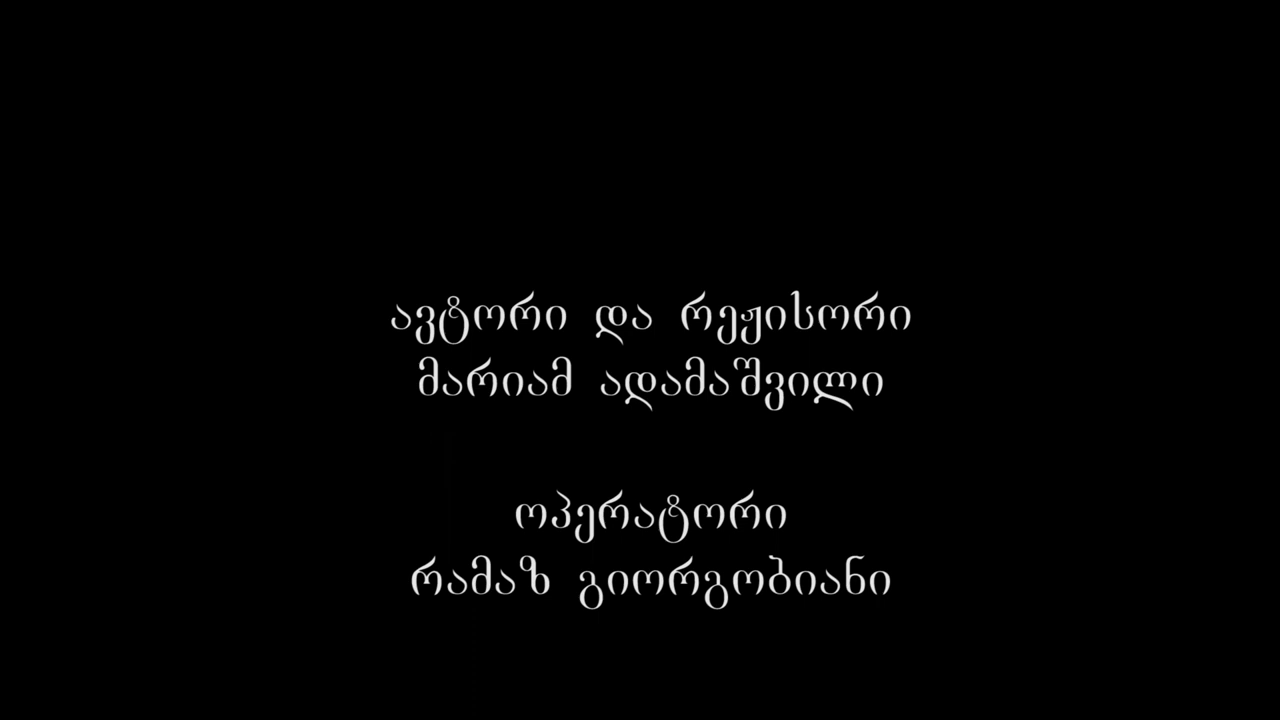 ავტორი და რეჟისორი
მარიამ ადამაშვილი
ოპერატორი
რამაზ გიორგობიანი